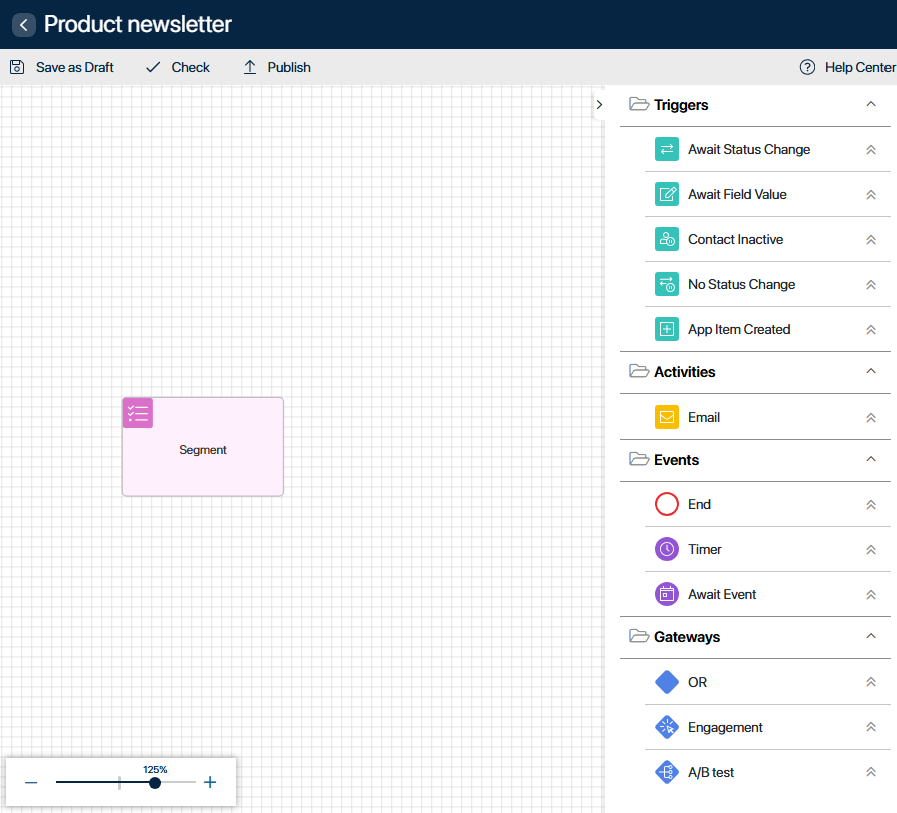 Product newsletter
Save as Draft
Check
Publish
Help Center
Triggers
Await Status Change
Await Field Value
Contact Inactive
No Status Change
App Item Created
Activities
Email
Events
End
Timer
Await Event
Gateways
OR
Engagement
A/B test
Segment
125%